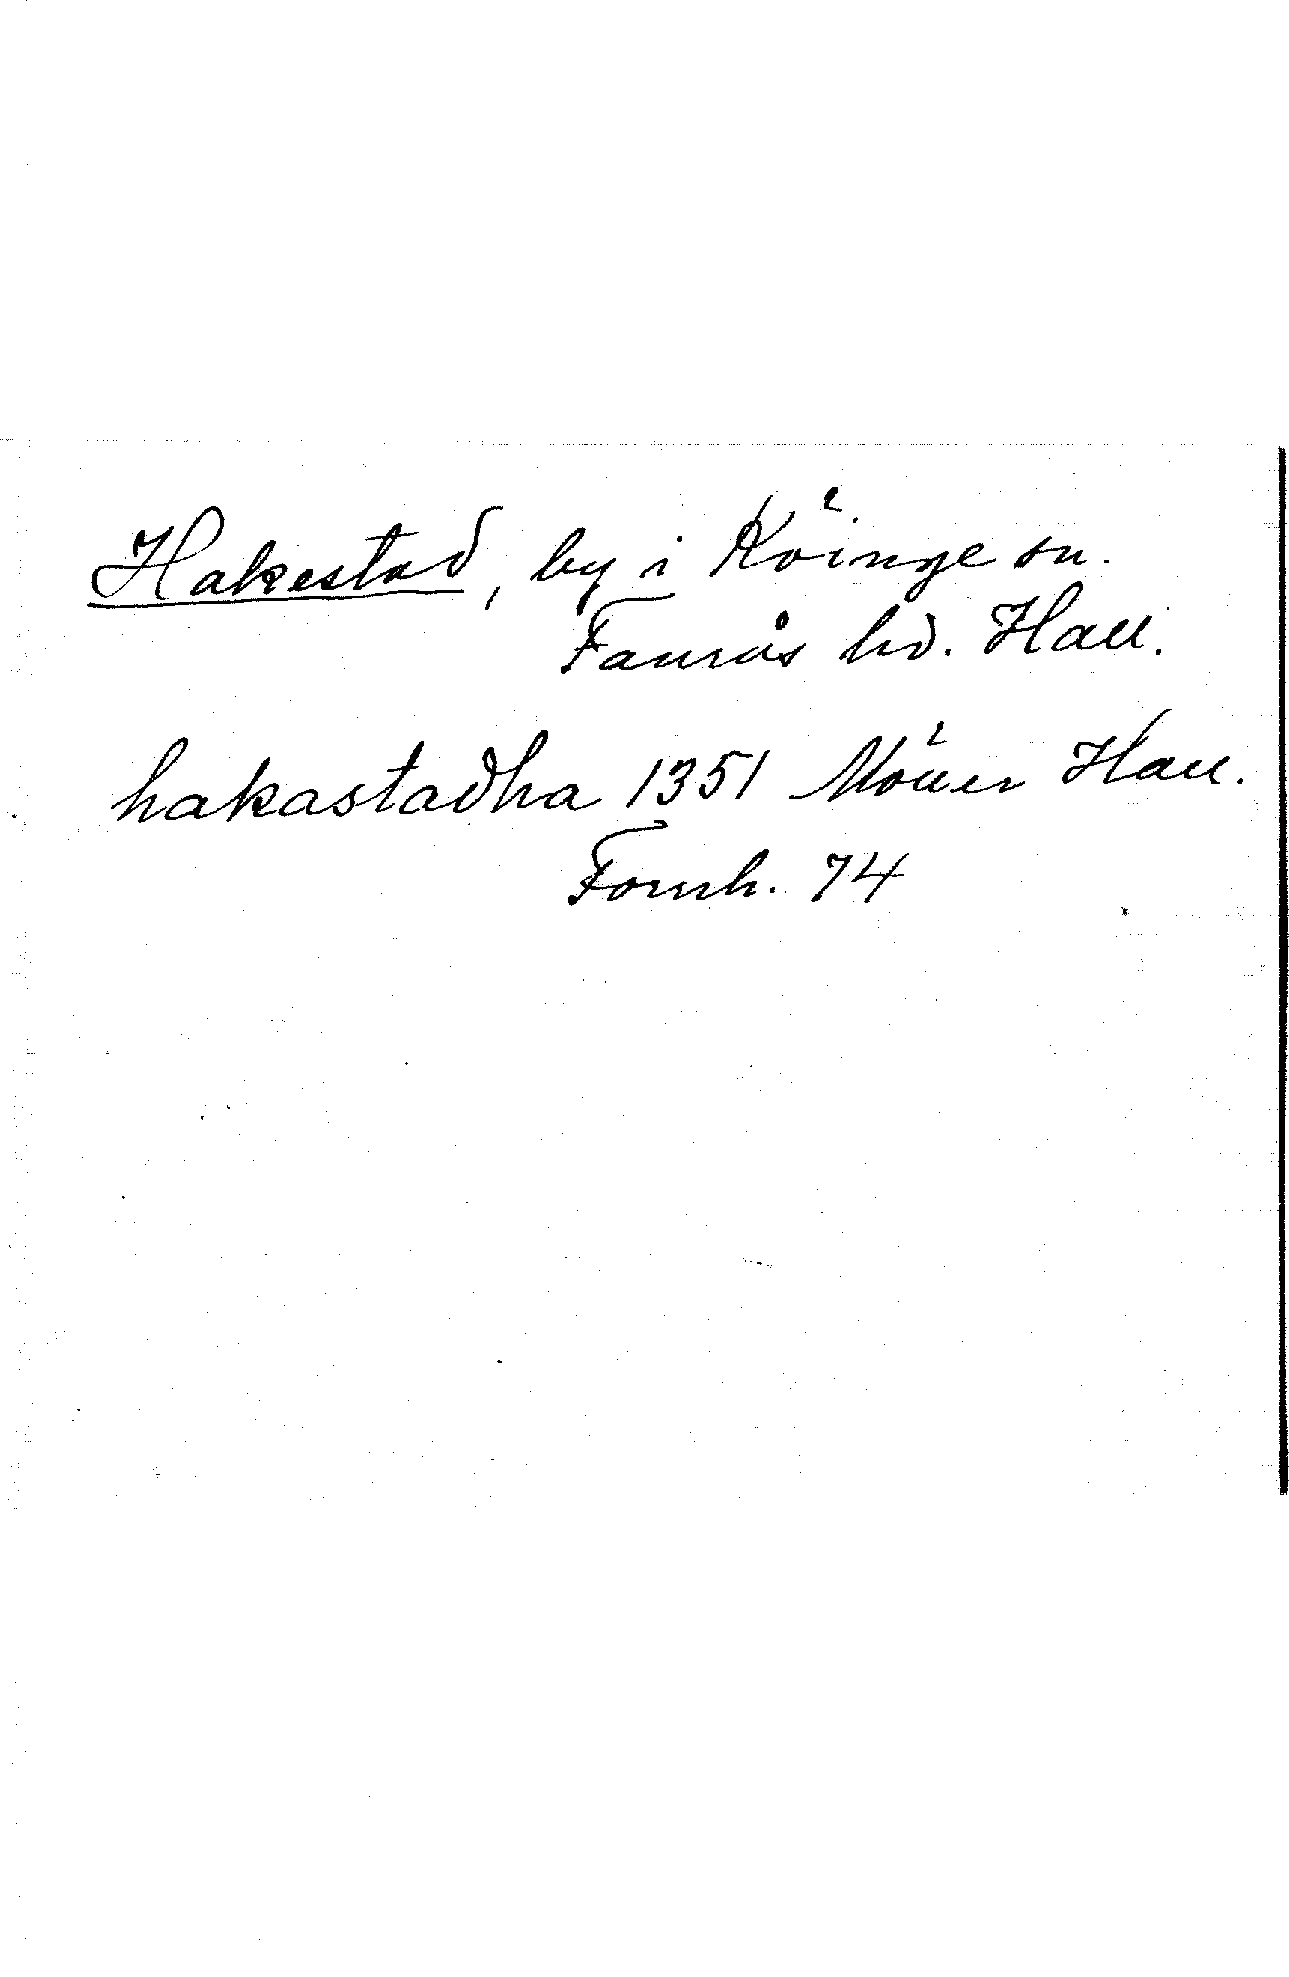 Hakestad, by i Köinge sn.
Faurås hd. Hall.
hakastadha 1351 Möller Hall.
Fornh. 74